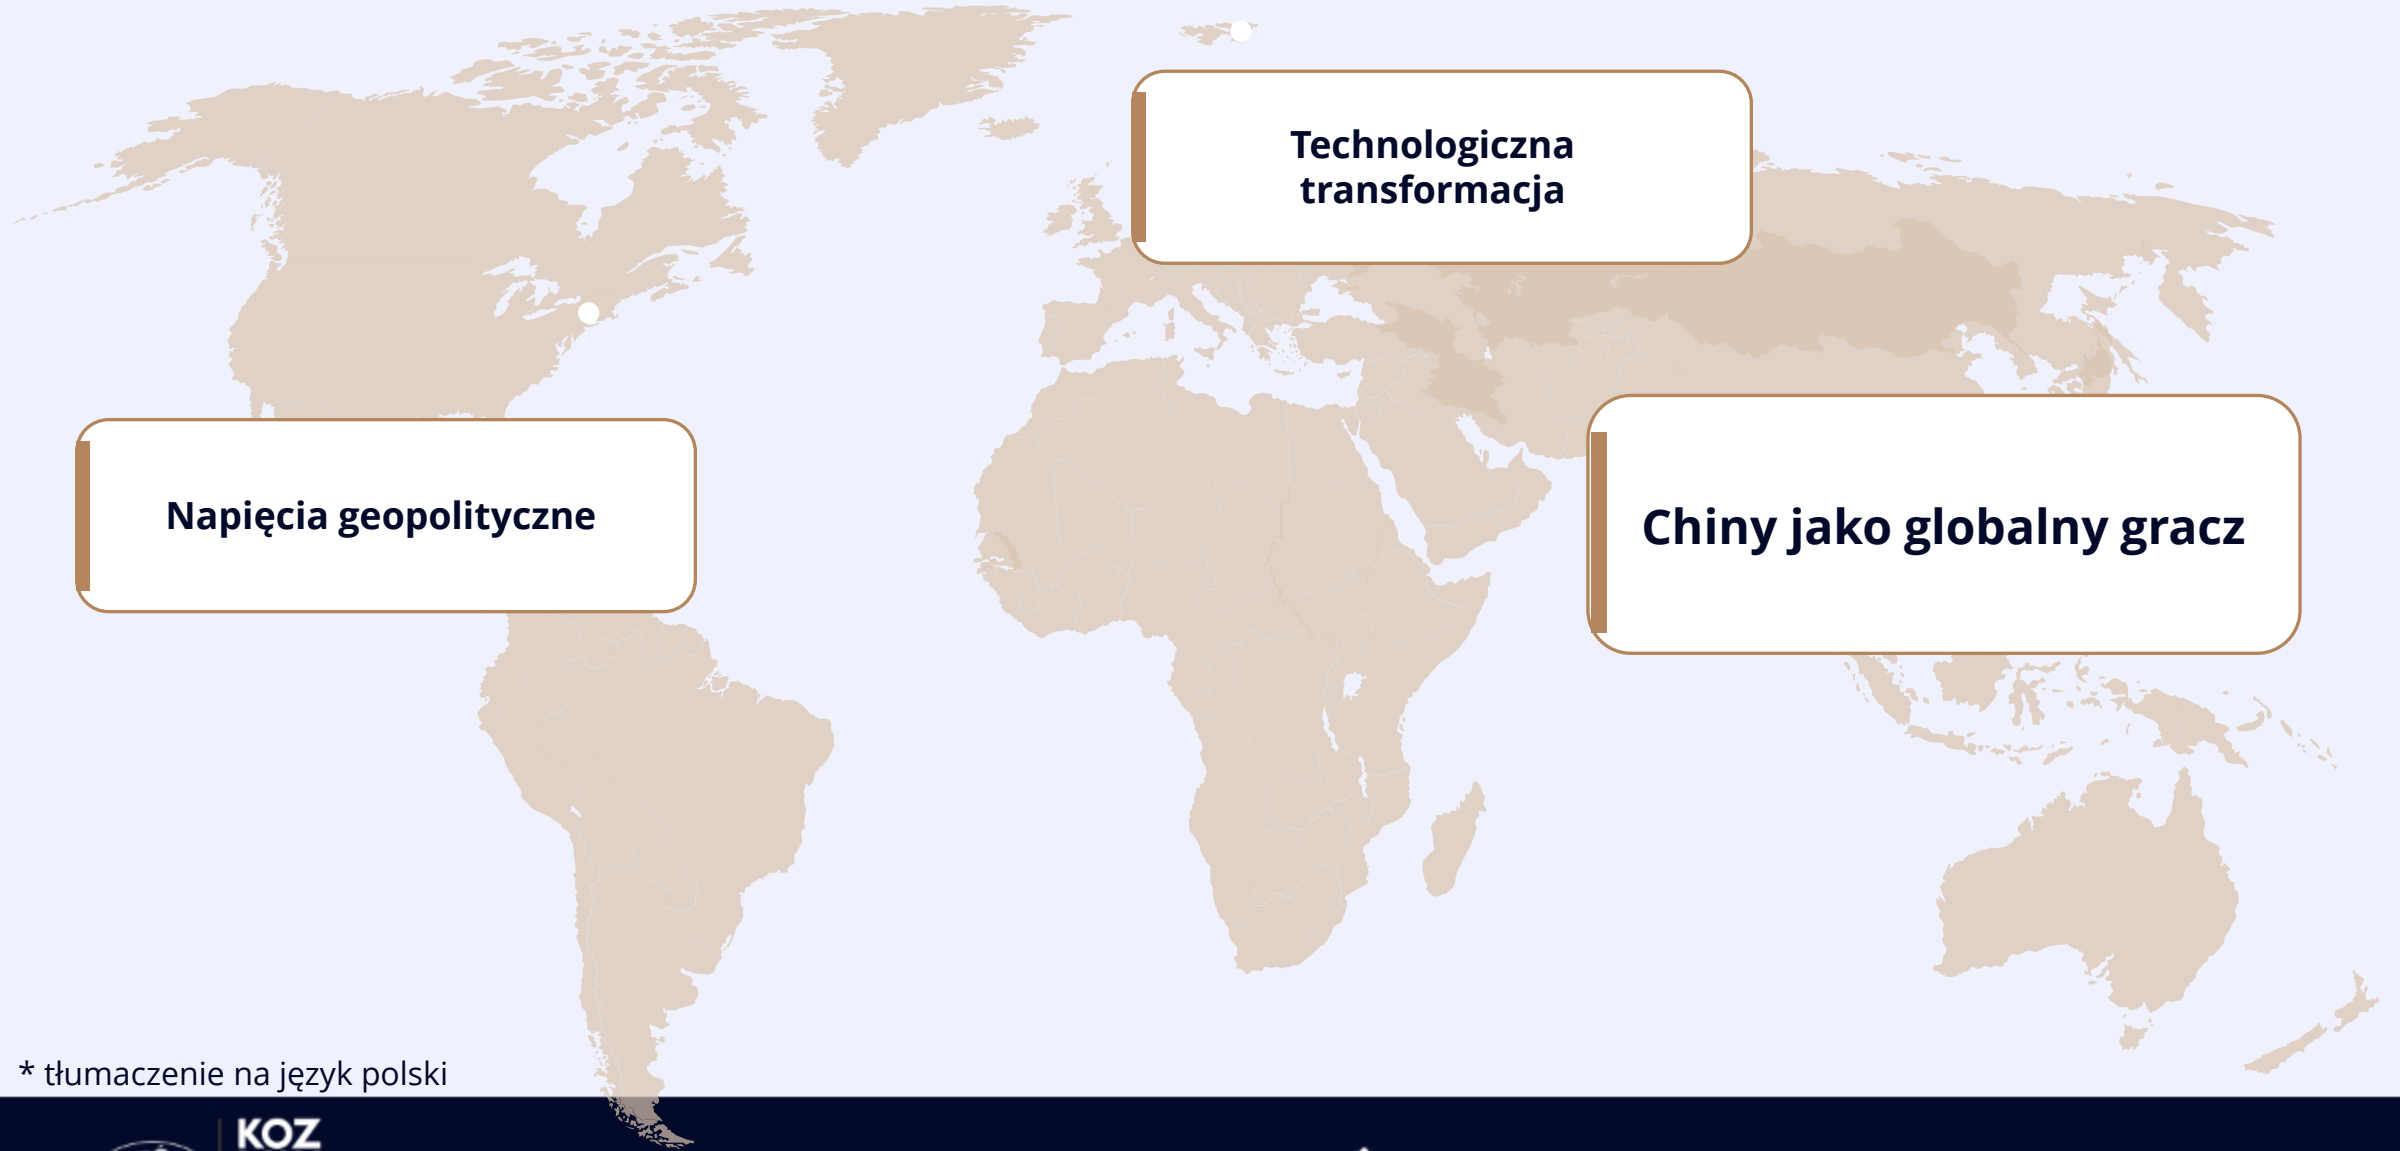 Technologiczna
transformacja
Napięcia geopolityczne
Chiny jako globalny gracz
* tłumaczenie na język polski
KOZ